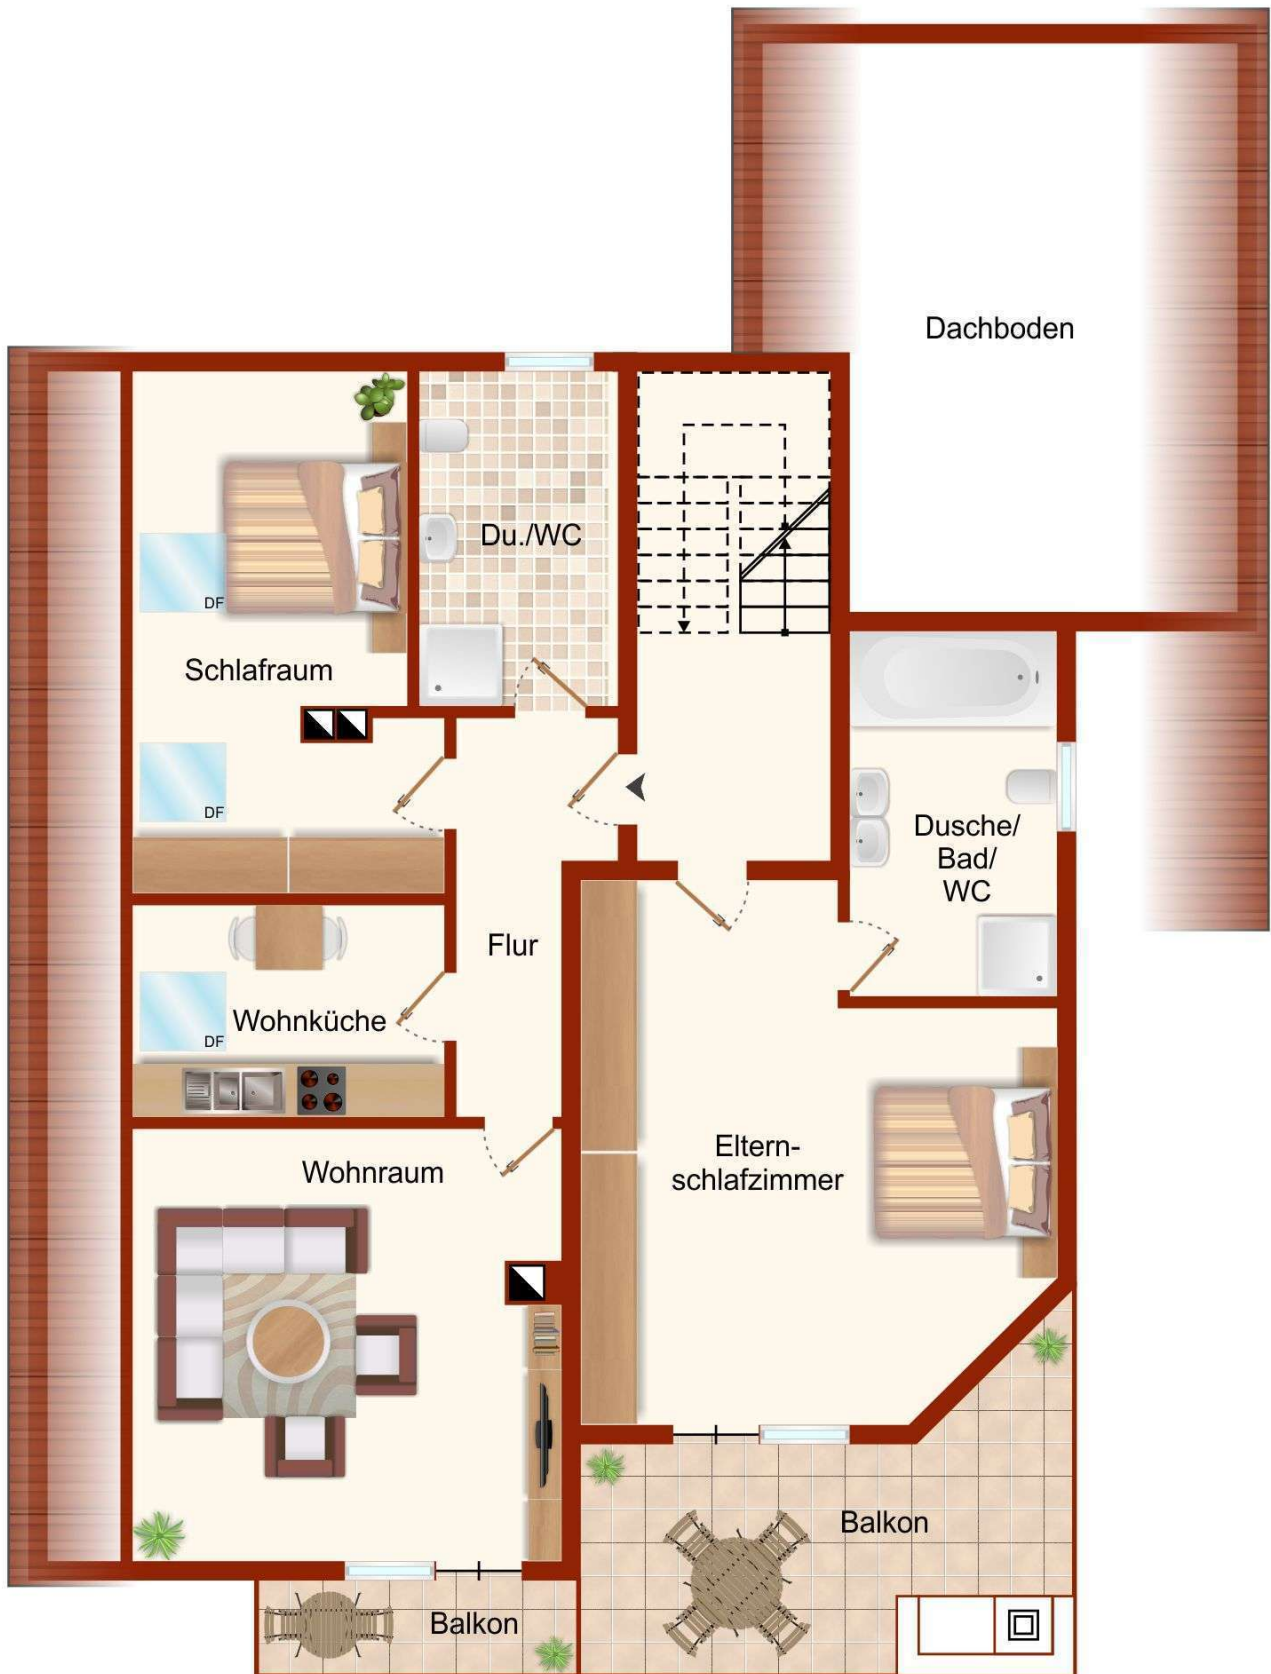 Dachboden
Du./WC
DF
Schlafraum
DF
Dusche/
Bad/
WC
Flur
Wohnküche
DF
Eltern-
schlafzimmer
Wohnraum
Balkon
Balkon